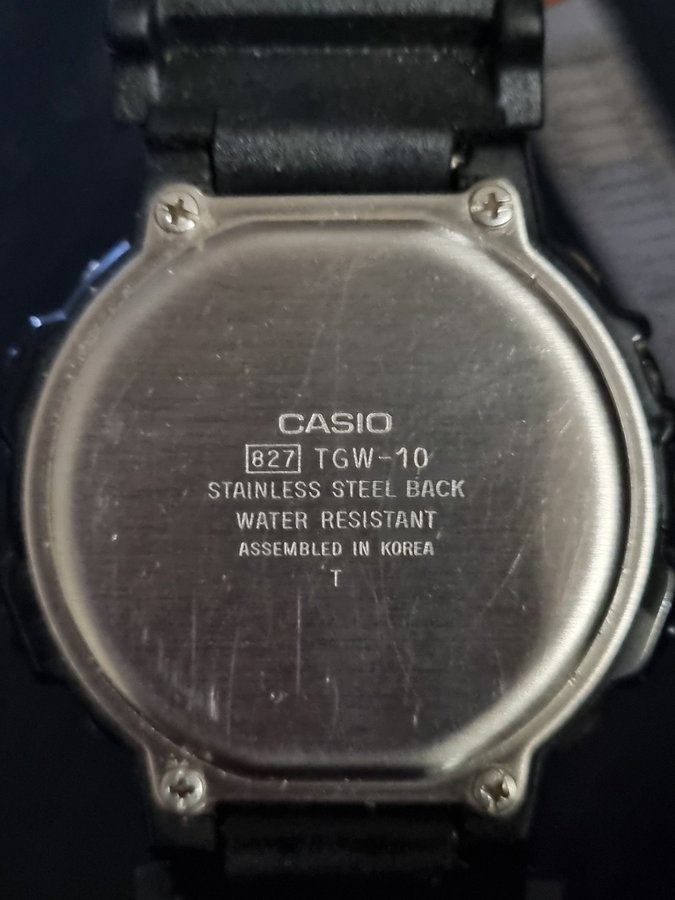 CASIO
827 TGW-10
STAINLESS STEEL BACK
WATER RESISTANT
ASSEMBLED IN KOREA
T